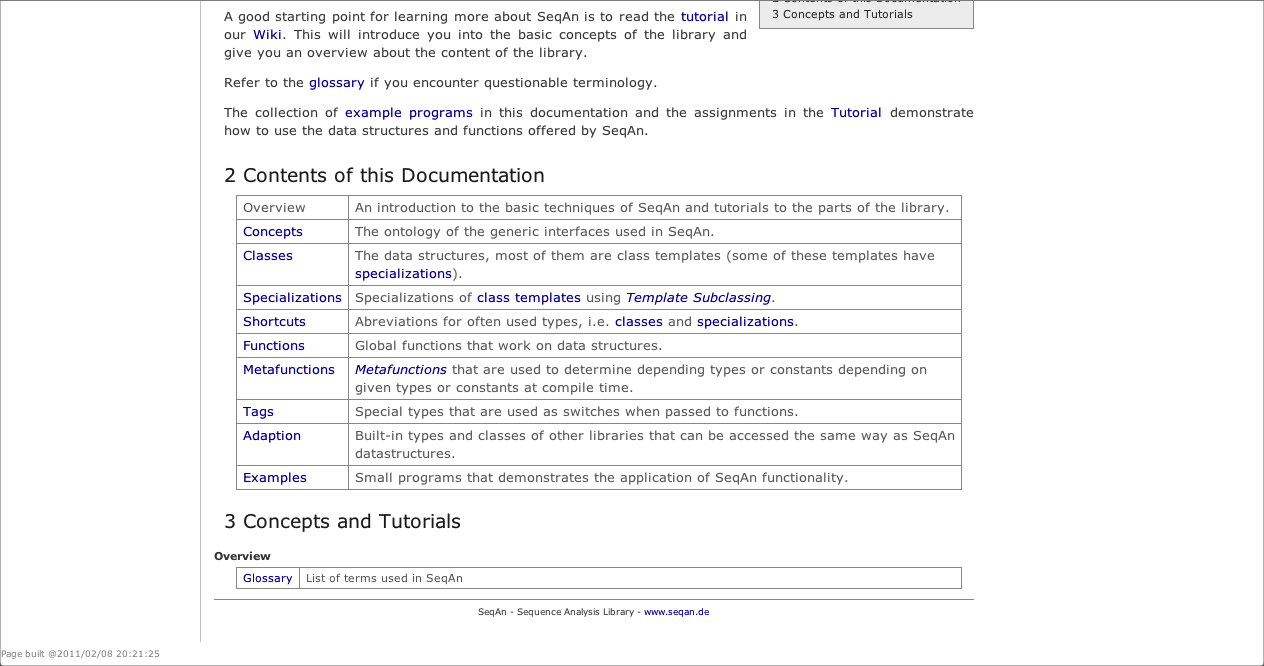 2 Contents of this Documentation
3 Concepts and Tutorials
A good starting point for learning more about SeqAn is to read the tutorial in
our Wiki. This will introduce you into the basic concepts of the library and
give you an overview about the content of the library.
Refer to the glossary if you encounter questionable terminology.
The collection of example programs in this documentation and the assignments in the Tutorial demonstrate
how to use the data structures and functions offered by SeqAn.
2 Contents of this Documentation
Overview An introduction to the basic techniques of SeqAn and tutorials to the parts of the library.
Concepts The ontology of the generic interfaces used in SeqAn.
Classes The data structures, most of them are class templates (some of these templates have
specializations).
Specializations Specializations of class templates using Template Subclassing.
Shortcuts Abreviations for often used types, i.e. classes and specializations.
Functions Global functions that work on data structures.
Metafunctions Metafunctions that are used to determine depending types or constants depending on
given types or constants at compile time.
Tags Special types that are used as switches when passed to functions.
Adaption Built-in types and classes of other libraries that can be accessed the same way as SeqAn
datastructures.
Examples Small programs that demonstrates the application of SeqAn functionality.
3 Concepts and Tutorials
Overview
Glossary List of terms used in SeqAn
SeqAn - Sequence Analysis Library - www.seqan.de
Page built @2011/02/08 20:21:25